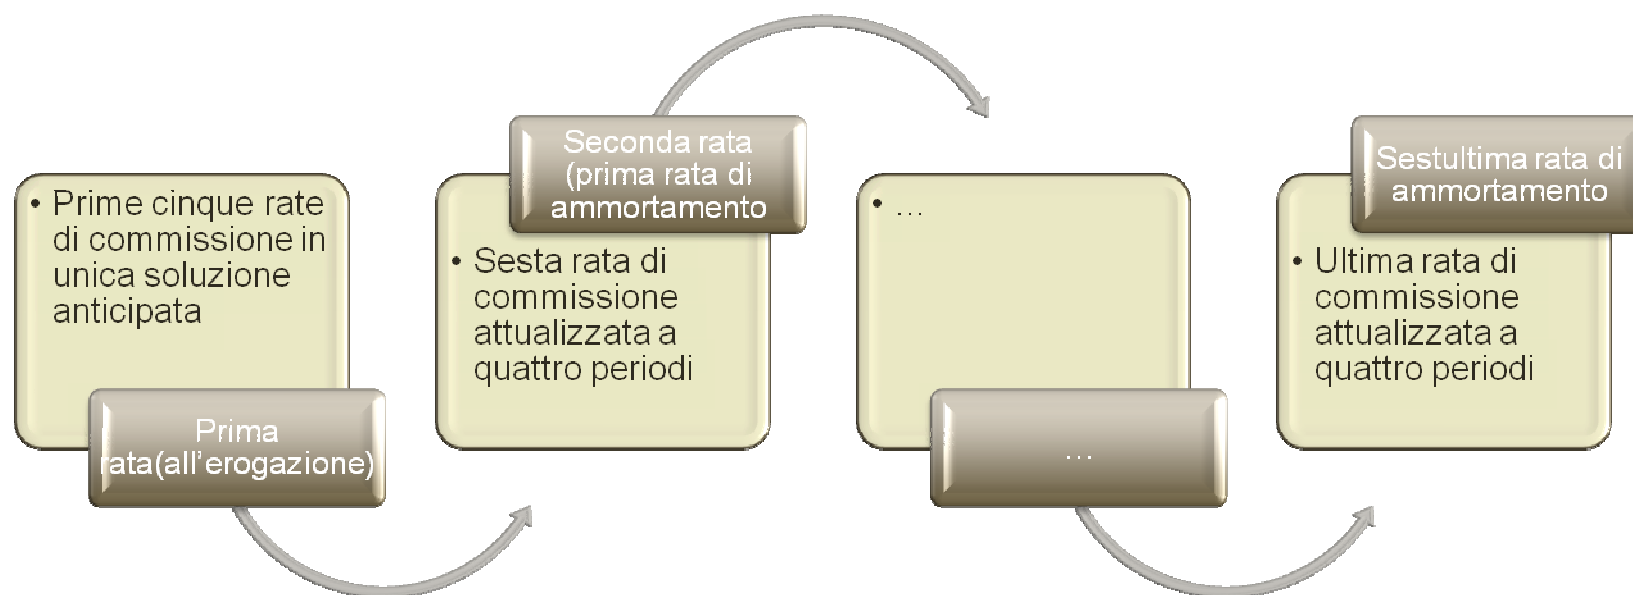 • Prime cinque rate
di commissione in
unica soluzione
anticipata
Prima
rata(all'erogazione)
Seconda rata
(prima rata di
ammortamento
• Sesta rata di
commissione
attualizzata a
quattro periodi
• ...
...
Sestultima rata di
ammortamento
• Ultima rata di
commissione
attualizzata a
quattro periodi